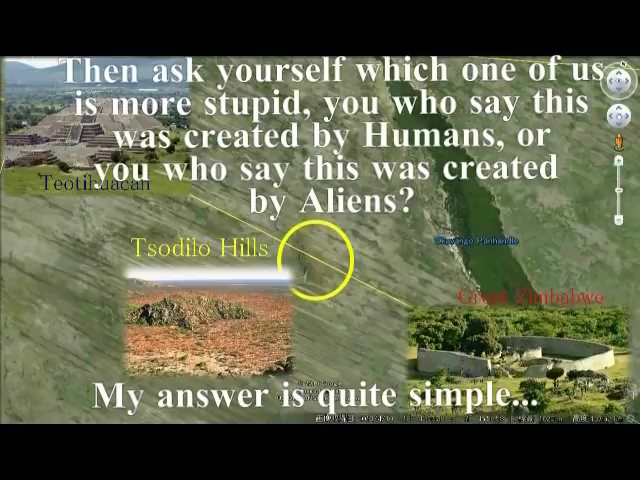 Then ask yourself which one of us
is more stupid, you who say this
was created by Humans, or
you who say this was created
by Aliens?
Teotihuacan
Tsodilo Hills
Okavango Panhandle
Great Zimbabwe
My answer is quite simple...